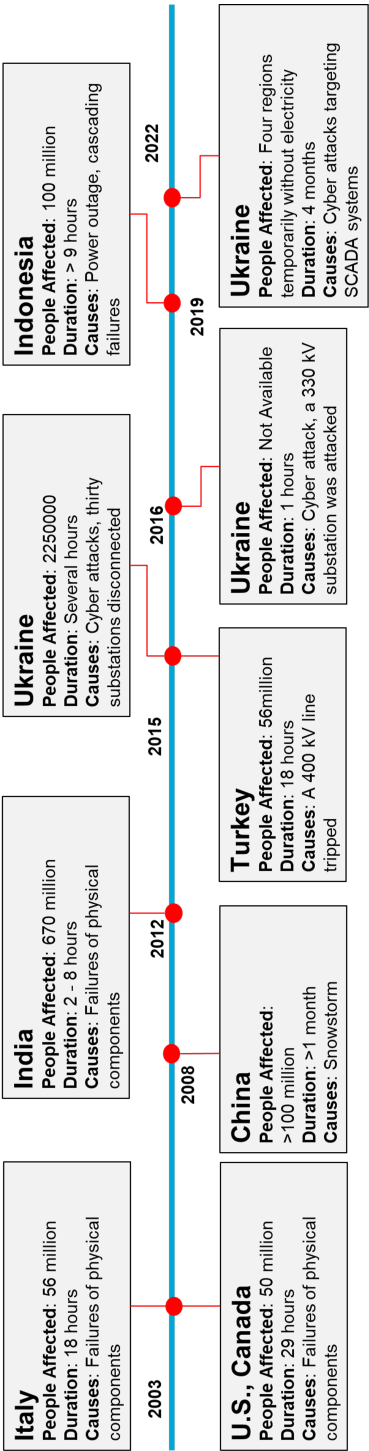 Italy
People Affected: 56 million
Duration: 18 hours
Causes: Failures of physical
components
India
People Affected: 670 million
Duration: 2 - 8 hours
Causes: Failures of physical
components
Ukraine
People Affected: 2250000
Duration: Several hours
Causes: Cyber attacks, thirty
substations disconnected
Indonesia
People Affected: 100 million
Duration: > 9 hours
Causes: Power outage, cascading
failures
2003
2008
2012
2015
2016
2019
2022
U.S., Canada
People Affected: 50 million
Duration: 29 hours
Causes: Failures of physical
components
China
People Affected:
>100 million
Duration: >1 month
Causes: Snowstorm
Turkey
People Affected: 56million
Duration: 18 hours
Causes: A 400 kV line
tripped
Ukraine
People Affected: Not Available
Duration: 1 hours
Causes: Cyber attack, a 330 kV
substation was attacked
Ukraine
People Affected: Four regions
temporarily without electricity
Duration: 4 months
Causes: Cyber attacks targeting
SCADA systems